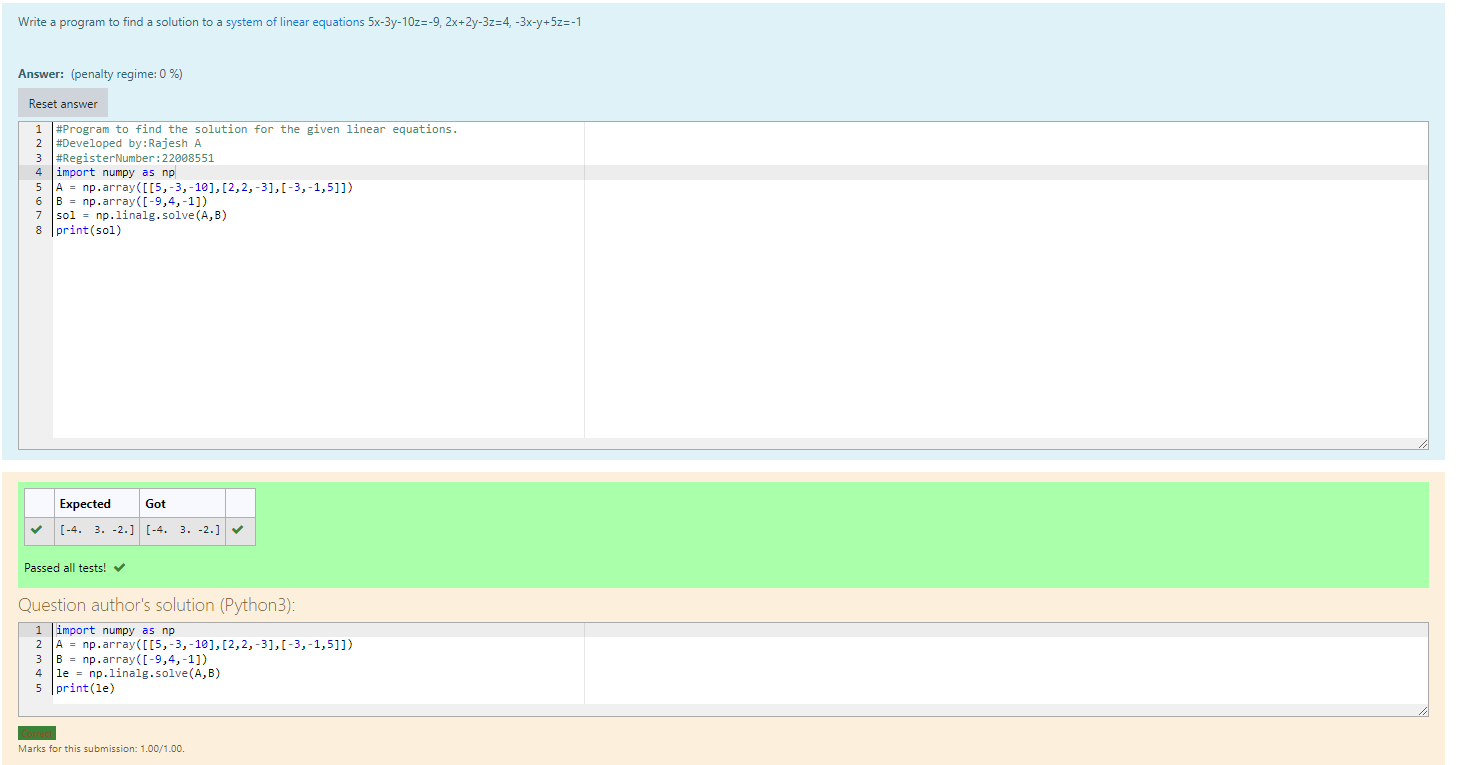 Write a program to find a solution to a system of linear equations 5x-3y-10z=-9, 2x+2y-3z=4, -3x-y+5z=-1
Answer: (penalty regime: 0 %)
Reset answer
1 #Program to find the solution for the given linear equations.
2 #Developed by:Rajesh A
3 #RegisterNumber:22008551
4 import numpy as np
5 A = np.array([[5,-3,-10],[2,2,-3],[-3,-1,5]])
6 B = np.array([-9,4,-1])
7 sol = np.linalg.solve(A,B)
8 print(sol)
Expected Got
[-4. 3. -2.] [-4. 3. -2.]
Passed all tests!
Question author's solution (Python3):
1 import numpy as np
2 A = np.array([[5,-3,-10],[2,2,-3],[-3,-1,5]])
3 B = np.array([-9,4,-1])
4 le = np.linalg.solve(A,B)
5 print(le)
Correct
Marks for this submission: 1.00/1.00.